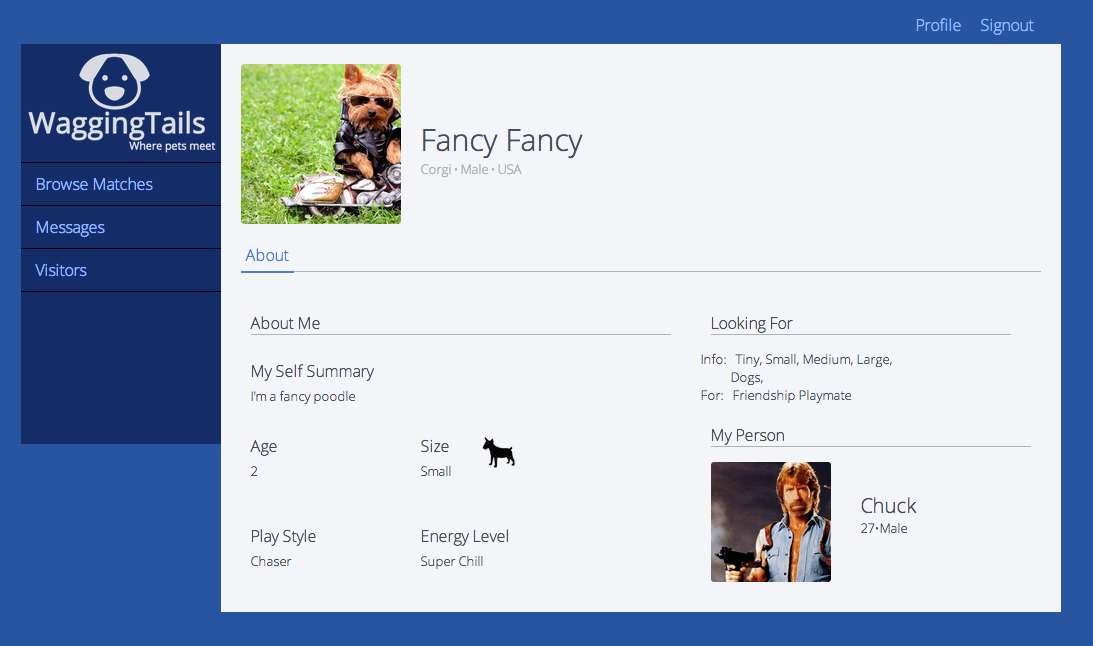 Profile Signout
WaggingTails
Where pets meet
Browse Matches
Messages
Visitors
Fancy Fancy
Corgi • Male • USA
About
About Me
My Self Summary
I'm a fancy poodle
Age
2
Size
Small
Play Style
Chaser
Energy Level
Super Chill
Looking For
Info: Tiny, Small, Medium, Large,
Dogs,
For: Friendship Playmate
My Person
Chuck
27•Male